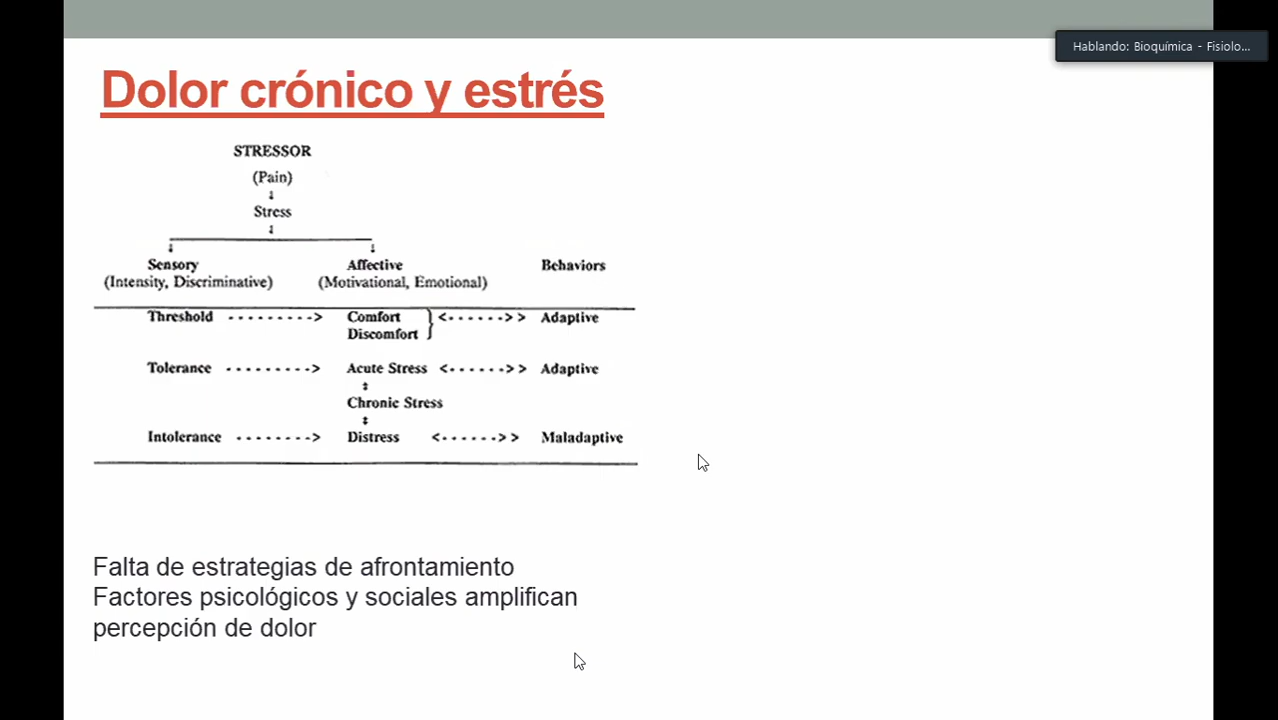 Hablando: Bioquímica - Fisiolo...
Dolor crónico y estrés
STRESSOR
(Pain)
↓
Stress
↓
↓ ↓
Sensory Affective Behaviors
(Intensity, Discriminative) (Motivational, Emotional)
Threshold ---------> Comfort } <------>> Adaptive
Discomfort
Tolerance ---------> Acute Stress <------>> Adaptive
↕
Chronic Stress
↕
Intolerance --------> Distress <------>> Maladaptive
Falta de estrategias de afrontamiento
Factores psicológicos y sociales amplifican
percepción de dolor